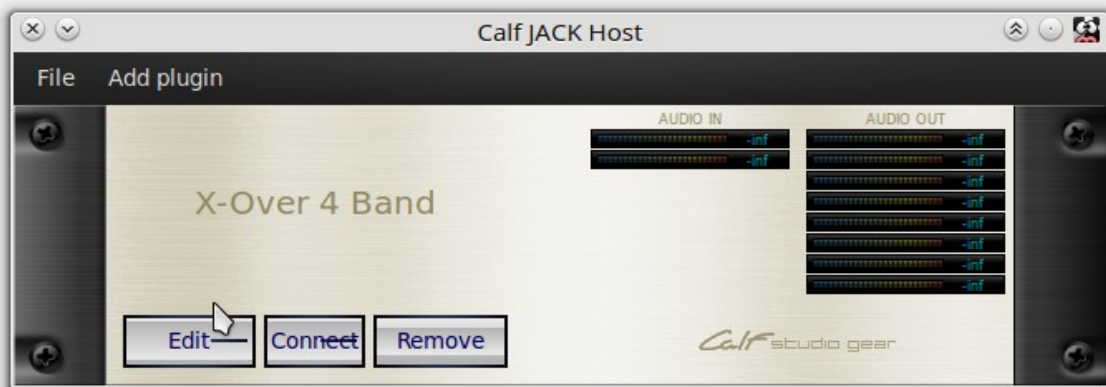 Calf JACK Host
File Add plugin
AUDIO IN AUDIO OUT
-inf -inf
-inf -inf
-inf
-inf
-inf
-inf
-inf
-inf
X-Over 4 Band
Edit Connect Remove
Calf studio gear